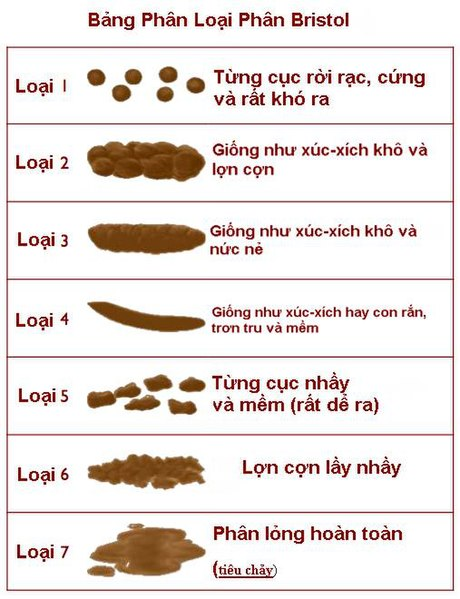 Bảng Phân Loại Phân Bristol
Loại 1
Từng cục rời rạc, cứng
và rất khó ra
Loại 2
Giống như xúc-xích khô và
lợn cợn
Loại 3
Giống như xúc-xích khô và
nức nẻ
Loại 4
Giống như xúc-xích hay con rắn,
trơn tru và mềm
Loại 5
Từng cục nhầy
và mềm (rất dể ra)
Loại 6
Lợn cợn lầy nhầy
Loại 7
Phân lỏng hoàn toàn
(tiêu chảy)